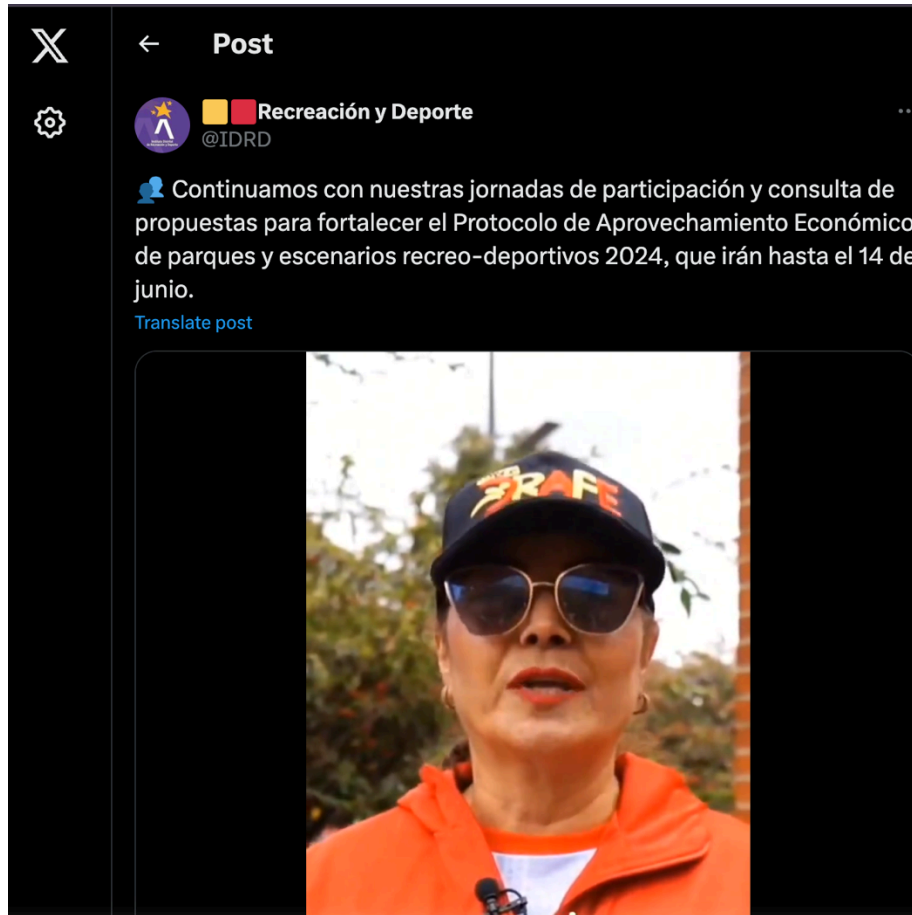 Post
Recreación y Deporte
@IDRD
Continuamos con nuestras jornadas de participación y consulta de
propuestas para fortalecer el Protocolo de Aprovechamiento Económico
de parques y escenarios recreo-deportivos 2024, que irán hasta el 14 de
junio.
Translate post
RAFE